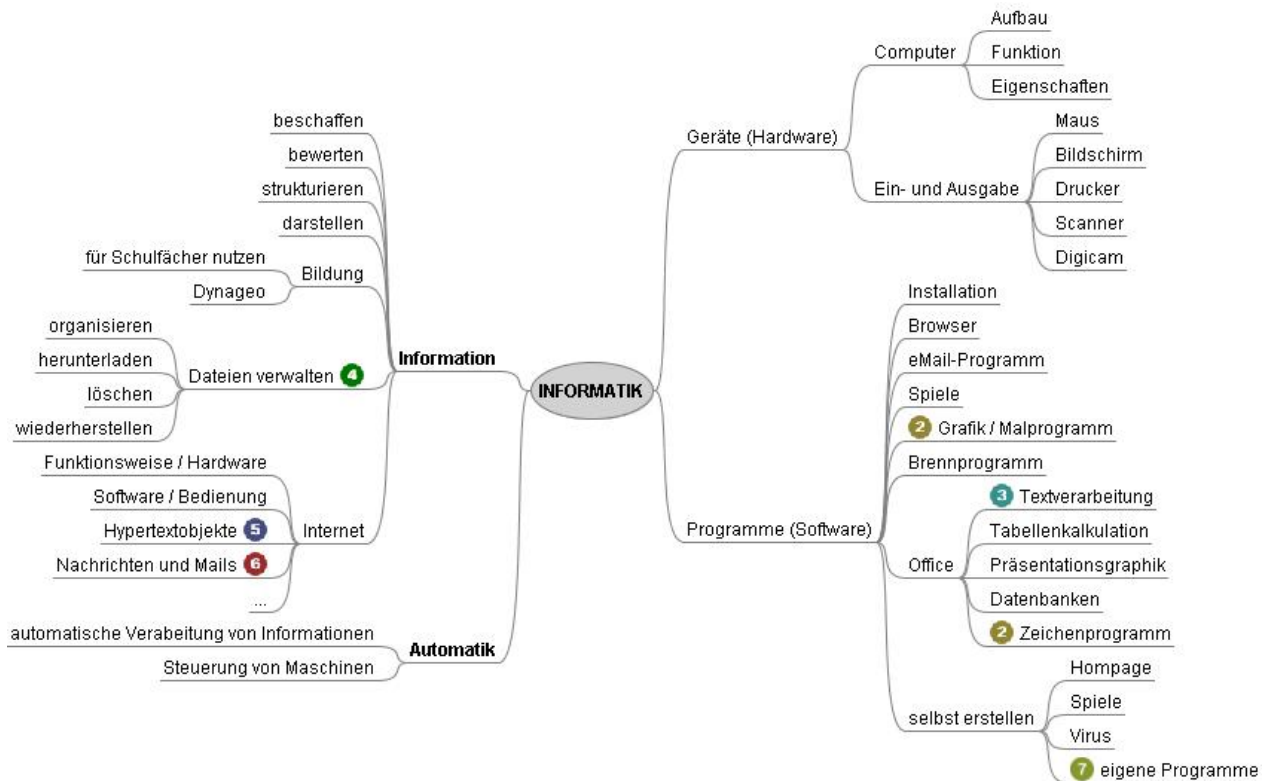 INFORMATIK
Information
beschaffen
bewerten
strukturieren
darstellen
Bildung
für Schulfächer nutzen
Dynageo
Dateien verwalten 4
organisieren
herunterladen
löschen
wiederherstellen
Internet
Funktionsweise / Hardware
Software / Bedienung
Hypertextobjekte 5
Nachrichten und Mails 6
...
Automatik
automatische Verabeitung von Informationen
Steuerung von Maschinen
Geräte (Hardware)
Computer
Aufbau
Funktion
Eigenschaften
Ein- und Ausgabe
Maus
Bildschirm
Drucker
Scanner
Digicam
Programme (Software)
Installation
Browser
eMail-Programm
Spiele
2 Grafik / Malprogramm
Brennprogramm
Office
3 Textverarbeitung
Tabellenkalkulation
Präsentationsgraphik
Datenbanken
2 Zeichenprogramm
selbst erstellen
Hompage
Spiele
Virus
7 eigene Programme